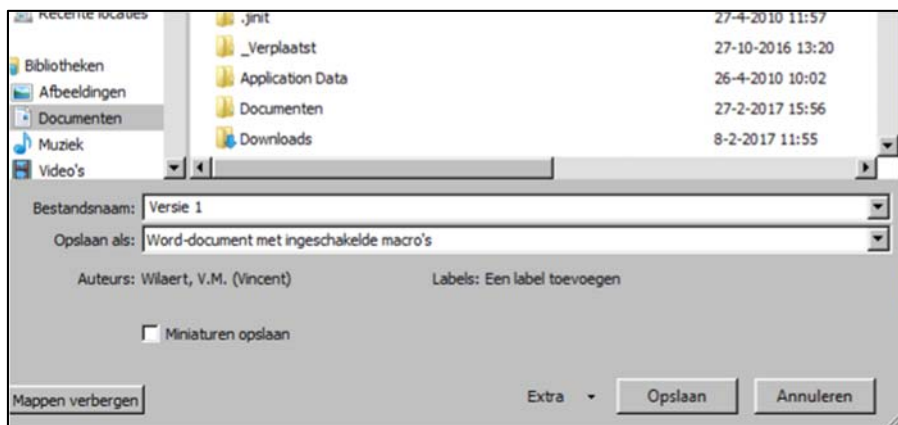 Recente locaties
Bibliotheken
Afbeeldingen
Documenten
Muziek
Video's
.jinit 27-4-2010 11:57
_Verplaatst 27-10-2016 13:20
Application Data 26-4-2010 10:02
Documenten 27-2-2017 15:56
Downloads 8-2-2017 11:55
Bestandsnaam: Versie 1
Opslaan als: Word-document met ingeschakelde macro's
Auteurs: Wilaert, V.M. (Vincent) Labels: Een label toevoegen
Miniaturen opslaan
Mappen verbergen Extra Opslaan Annuleren